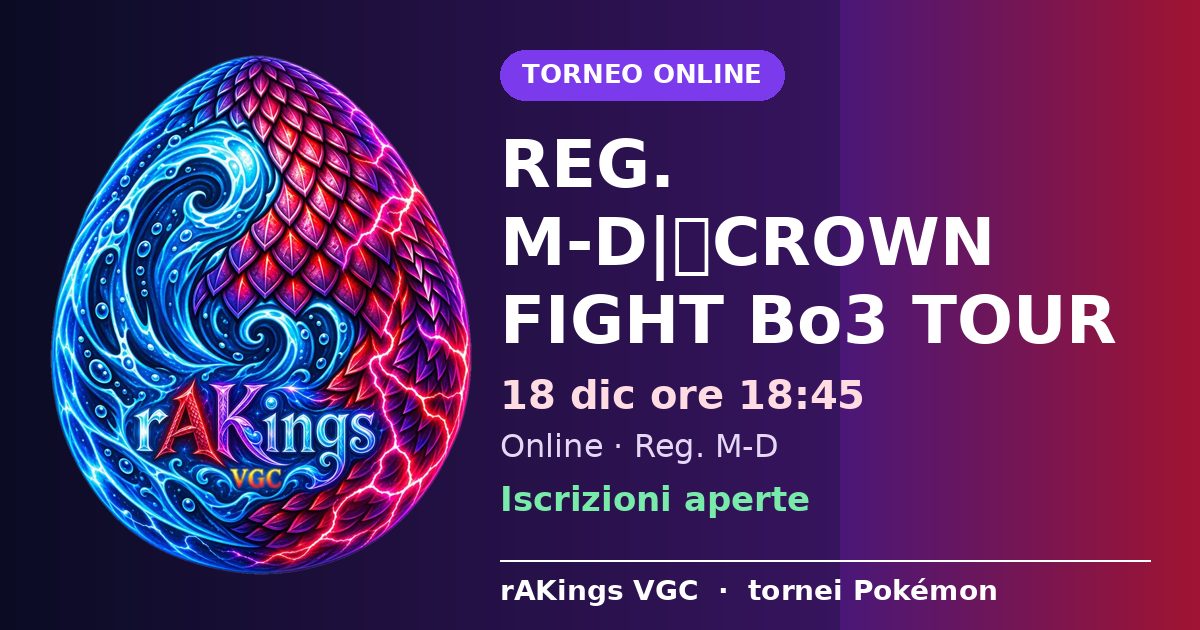 TORNEO ONLINE
REG.
M-D|▯CROWN
FIGHT Bo3 TOUR
18 dic ore 18:45
Online · Reg. M-D
Iscrizioni aperte
rAKings
VGC
rAKings VGC · tornei Pokémon